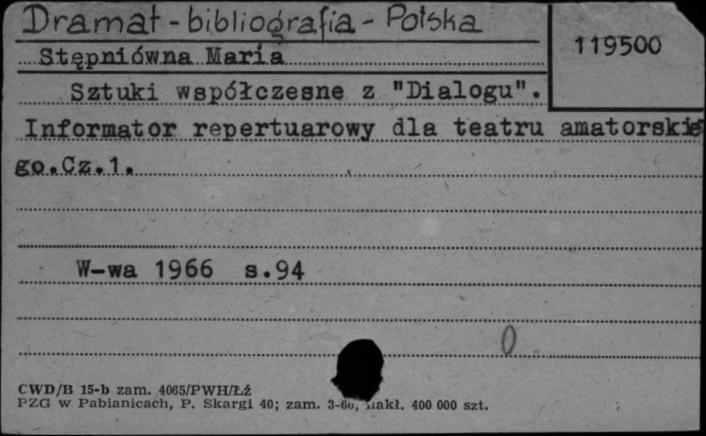 Dramat - bibliografia - Polska
119500
Stępniówna Maria
Sztuki współczesne z "Dialogu".
Informator repertuarowy dla teatru amatorskie
go.Cz.1.
W-wa 1966 s.94
0
CWD/B 15-b zam. 4065/PWH/Łź
PZG w Pabianicach, P. Skargi 40; zam. nakł. 400 000 szt.